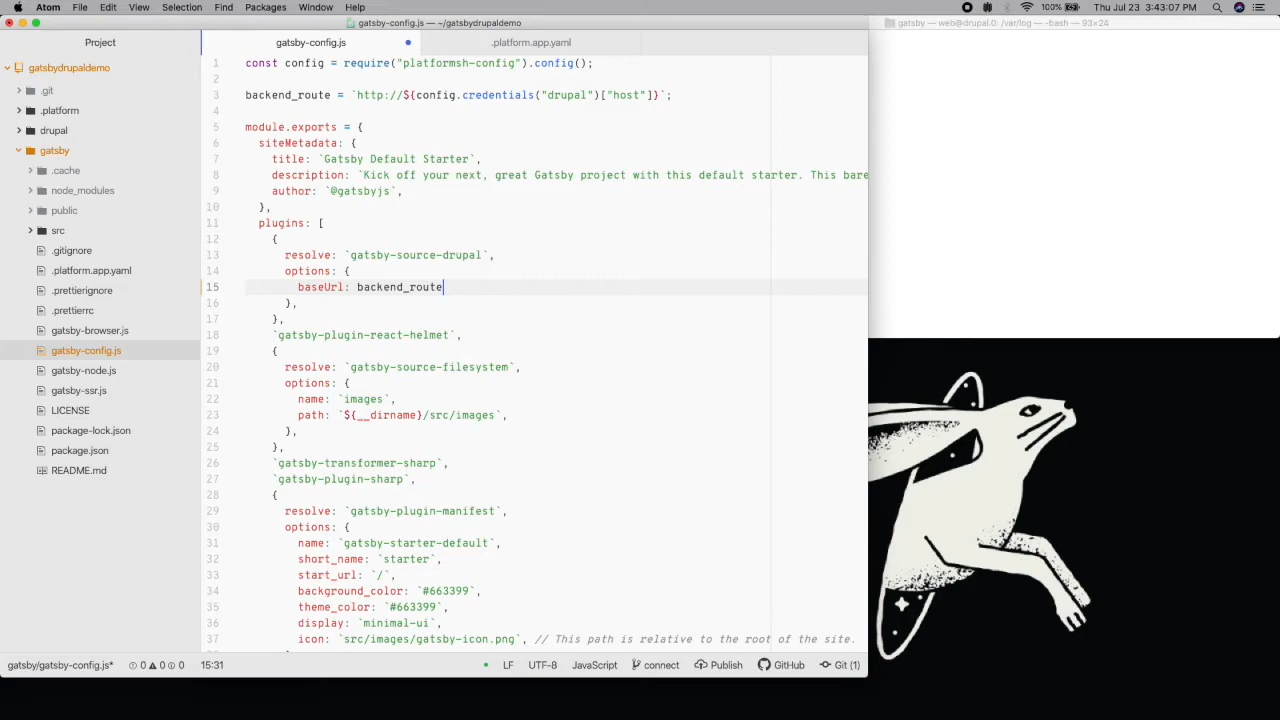 Atom File Edit View Selection Find Packages Window Help 100% Thu Jul 23 3:43:07 PM
gatsby-config.js — ~/gatsbydrupaldemo
gatsby — web@drupal.0: /var/log — -bash — 93×24
Project
gatsby-config.js
.platform.app.yaml
gatsbydrupaldemo
.git
.platform
drupal
gatsby
.cache
node_modules
public
src
.gitignore
.platform.app.yaml
.prettierignore
.prettierrc
gatsby-browser.js
gatsby-config.js
gatsby-node.js
gatsby-ssr.js
LICENSE
package-lock.json
package.json
README.md
1 const config = require("platformsh-config").config();
2
3 backend_route = `http://${config.credentials("drupal")["host"]}`;
4
5 module.exports = {
6 siteMetadata: {
7 title: `Gatsby Default Starter`,
8 description: `Kick off your next, great Gatsby project with this default starter. This bare
9 author: `@gatsbyjs`,
10 },
11 plugins: [
12 {
13 resolve: `gatsby-source-drupal`,
14 options: {
15 baseUrl: backend_route
16 },
17 },
18 `gatsby-plugin-react-helmet`,
19 {
20 resolve: `gatsby-source-filesystem`,
21 options: {
22 name: `images`,
23 path: `${__dirname}/src/images`,
24 },
25 },
26 `gatsby-transformer-sharp`,
27 `gatsby-plugin-sharp`,
28 {
29 resolve: `gatsby-plugin-manifest`,
30 options: {
31 name: `gatsby-starter-default`,
32 short_name: `starter`,
33 start_url: `/`,
34 background_color: `#663399`,
35 theme_color: `#663399`,
36 display: `minimal-ui`,
37 icon: `src/images/gatsby-icon.png`, // This path is relative to the root of the site.
gatsby/gatsby-config.js* 0 0 0 15:31 LF UTF-8 JavaScript connect Publish GitHub Git (1)